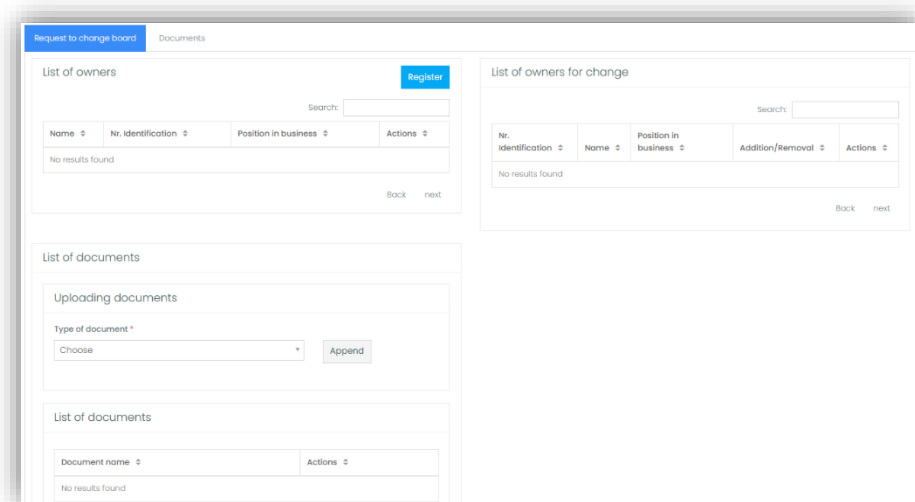 Request to change board
Documents
List of owners
Register
Search:
Name
Nr. Identification
Position in business
Actions
No results found
Back
next
List of owners for change
Search:
Nr.
Identification
Name
Position in
business
Addition/Removal
Actions
No results found
Back
next
List of documents
Uploading documents
Type of document *
Choose
Append
List of documents
Document name
Actions
No results found